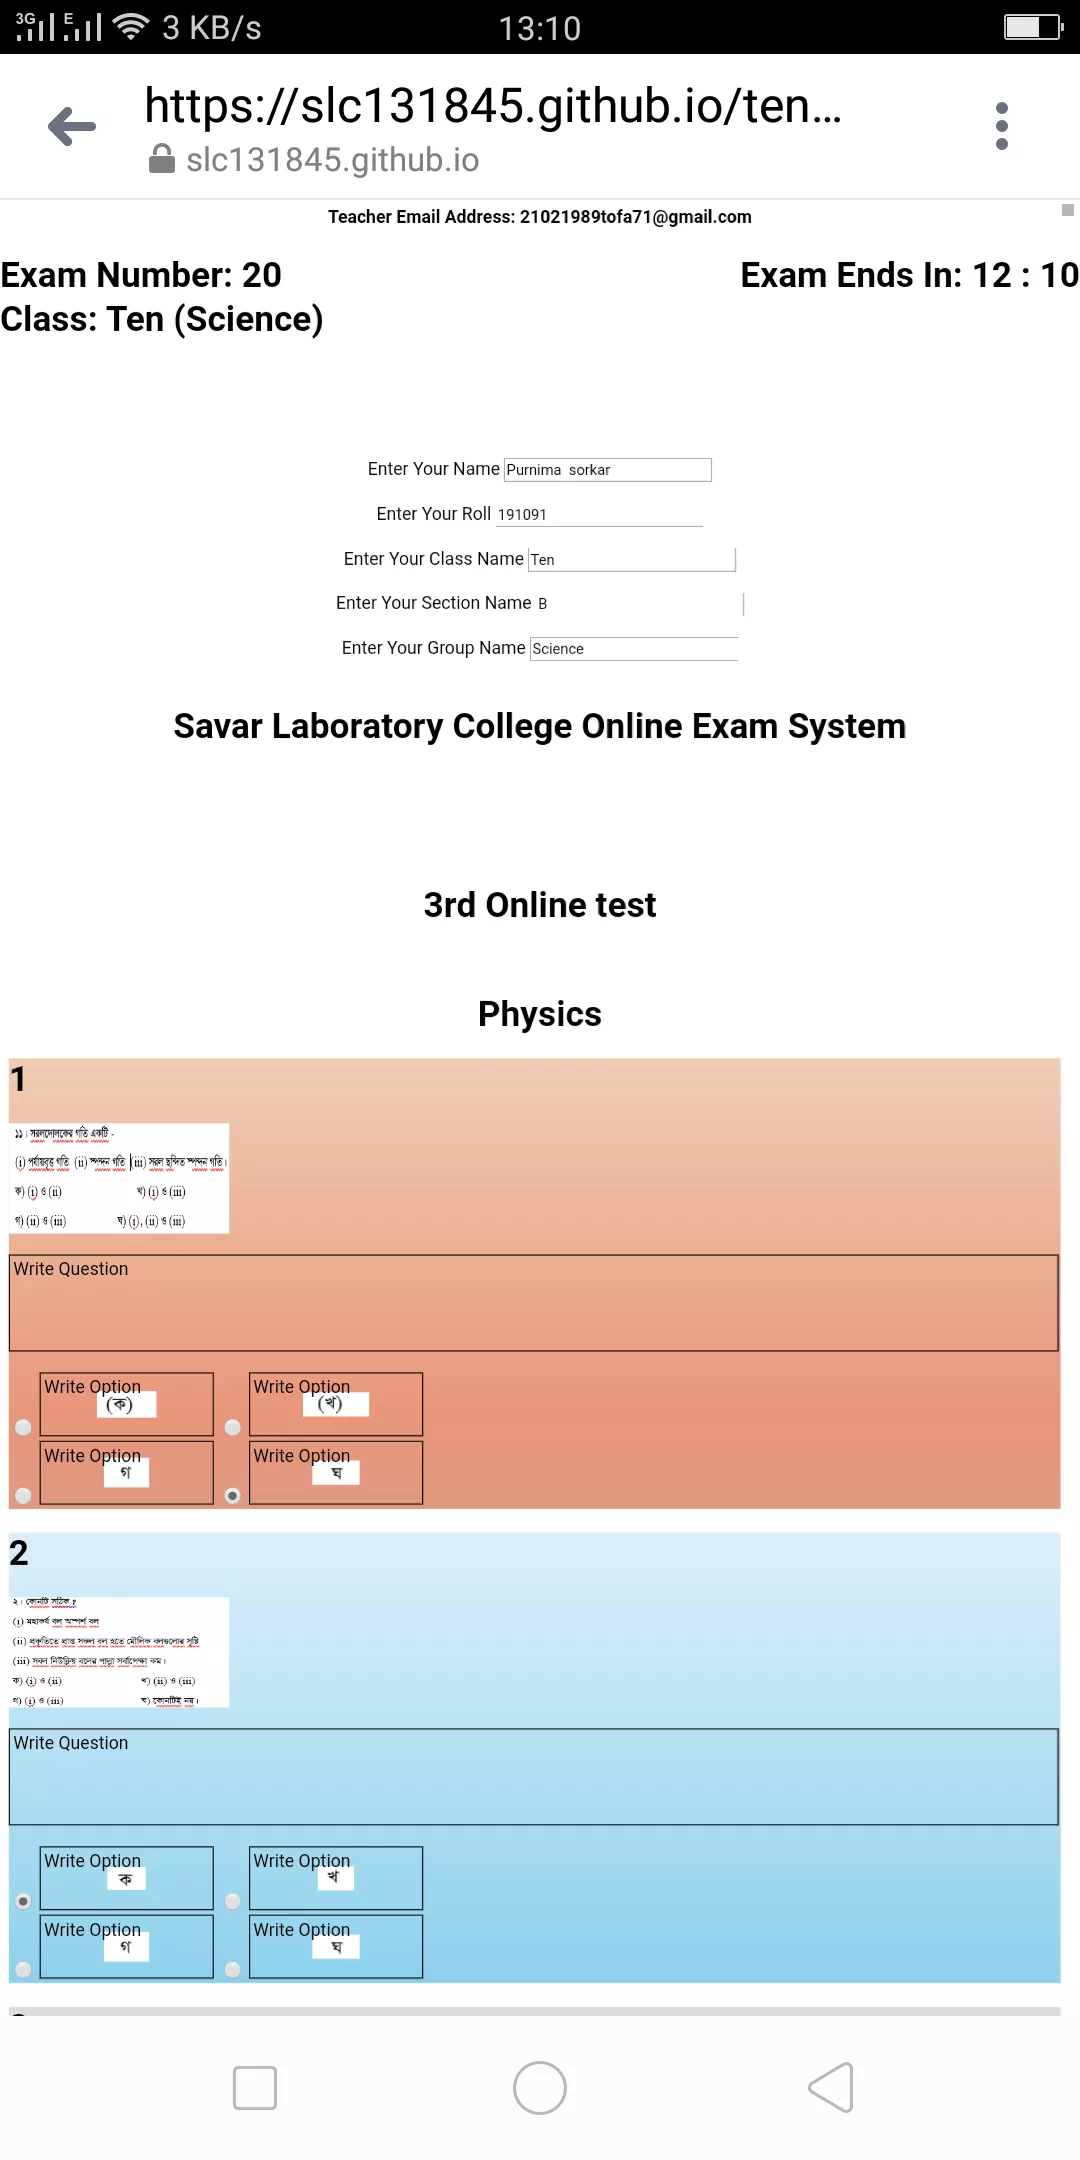 3G E 3 KB/s 13:10
https://slc131845.github.io/ten...
slc131845.github.io
Teacher Email Address: 21021989tofa71@gmail.com
Exam Number: 20 Exam Ends In: 12 : 10
Class: Ten (Science)
Enter Your Name Purnima sorkar
Enter Your Roll 191091
Enter Your Class Name Ten
Enter Your Section Name B
Enter Your Group Name Science
Savar Laboratory College Online Exam System
3rd Online test
Physics
1
১১। সরলদোলকের গতি একটি -
(i) পর্যায়বৃত্ত গতি (ii) স্পন্দন গতি (iii) সরল ছন্দিত স্পন্দন গতি।
ক) (i) ও (ii) খ) (i) ও (iii)
গ) (ii) ও (iii) ঘ) (i), (ii) ও (iii)
Write Question
Write Option (ক) Write Option (খ)
Write Option গ Write Option ঘ
2
২। কোনটি সঠিক ?
(i) মহাকর্ষ বল অস্পর্শ বল
(ii) প্রকৃতিতে প্রাপ্ত সকল বল হতে মৌলিক বলগুলোর সৃষ্টি
(iii) সবল নিউক্লিয় বলের পাল্লা সর্বাপেক্ষা কম।
ক) (i) ও (ii) খ) (ii) ও (iii)
গ) (i) ও (iii) ঘ) কোনটিই নয়।
Write Question
Write Option ক Write Option খ
Write Option গ Write Option ঘ